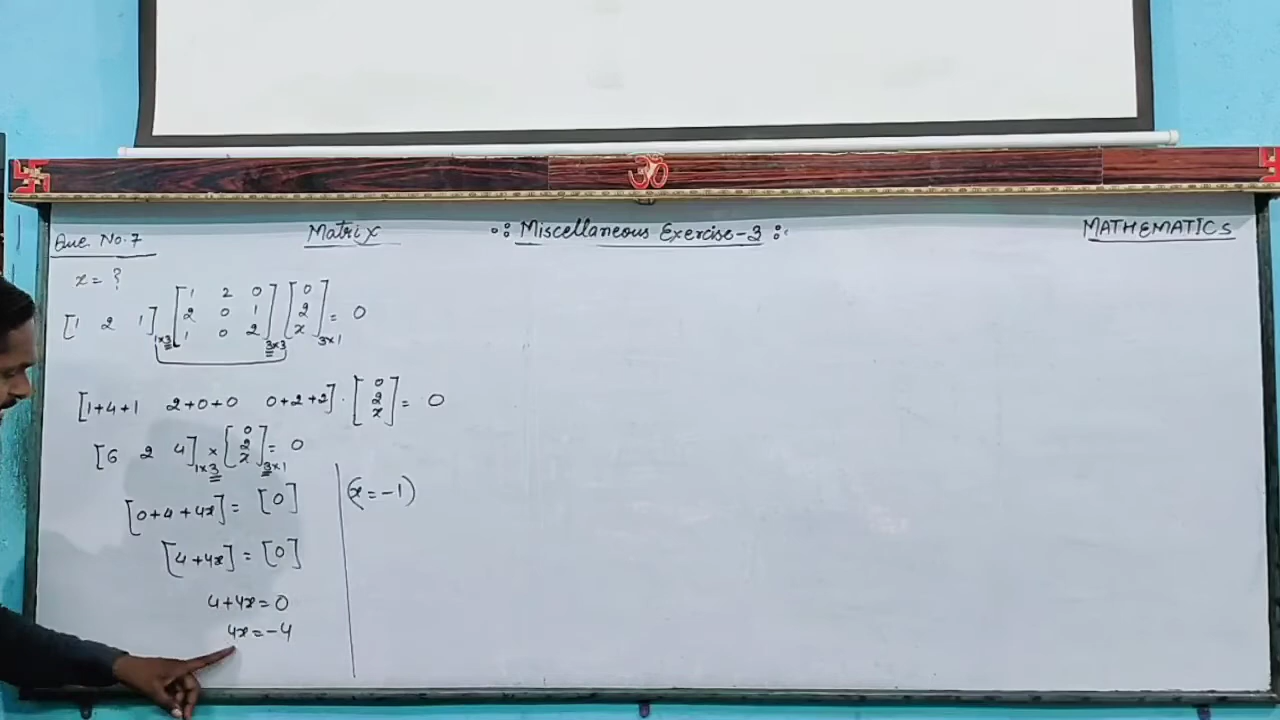 Que. No. 7 Matrix Miscellaneous Exercise-3 MATHEMATICS
x = ?
[1 2 1]1×3 [1 2 0
2 0 1
1 0 2]3×3 [0
2
x]3×1 = 0
[1+4+1 2+0+0 0+2+2] · [0
2
x] = 0
[6 2 4]1×3 × [0
2
x]3×1 = 0
[0+4+4x] = [0]
[4+4x] = [0]
4+4x = 0
4x = -4
(x = -1)